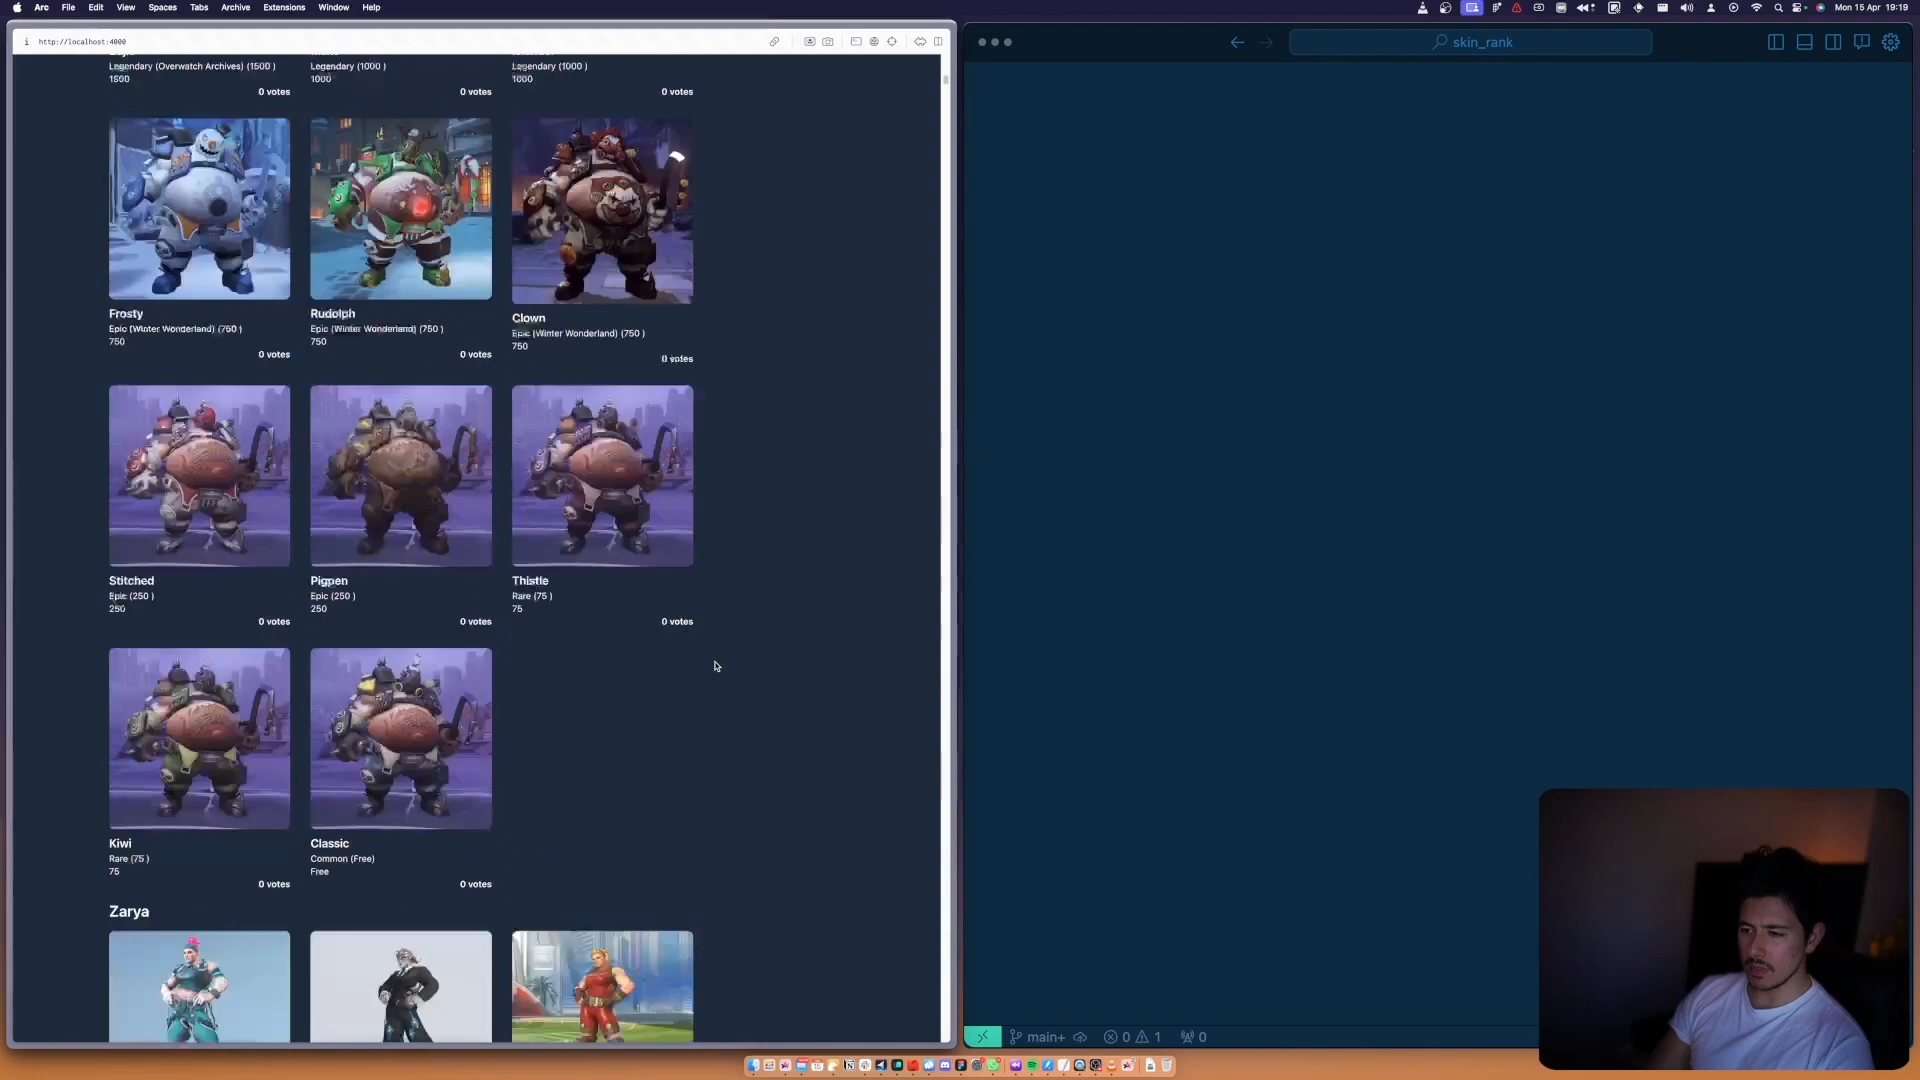 Arc File Edit View Spaces Tabs Archive Extensions Window Help
Mon 15 Apr 19:19
http://localhost:4000
skin_rank
Legendary (Overwatch Archives) (1500 )
1500
0 votes
Legendary (1000 )
1000
0 votes
Legendary (1000 )
1000
0 votes
Frosty
Epic (Winter Wonderland) (750 )
750
0 votes
Rudolph
Epic (Winter Wonderland) (750 )
750
0 votes
Clown
Epic (Winter Wonderland) (750 )
750
0 votes
Stitched
Epic (250 )
250
0 votes
Pigpen
Epic (250 )
250
0 votes
Thistle
Rare (75 )
75
0 votes
Kiwi
Rare (75 )
75
0 votes
Classic
Common (Free)
Free
0 votes
Zarya
main+ 0 1 0